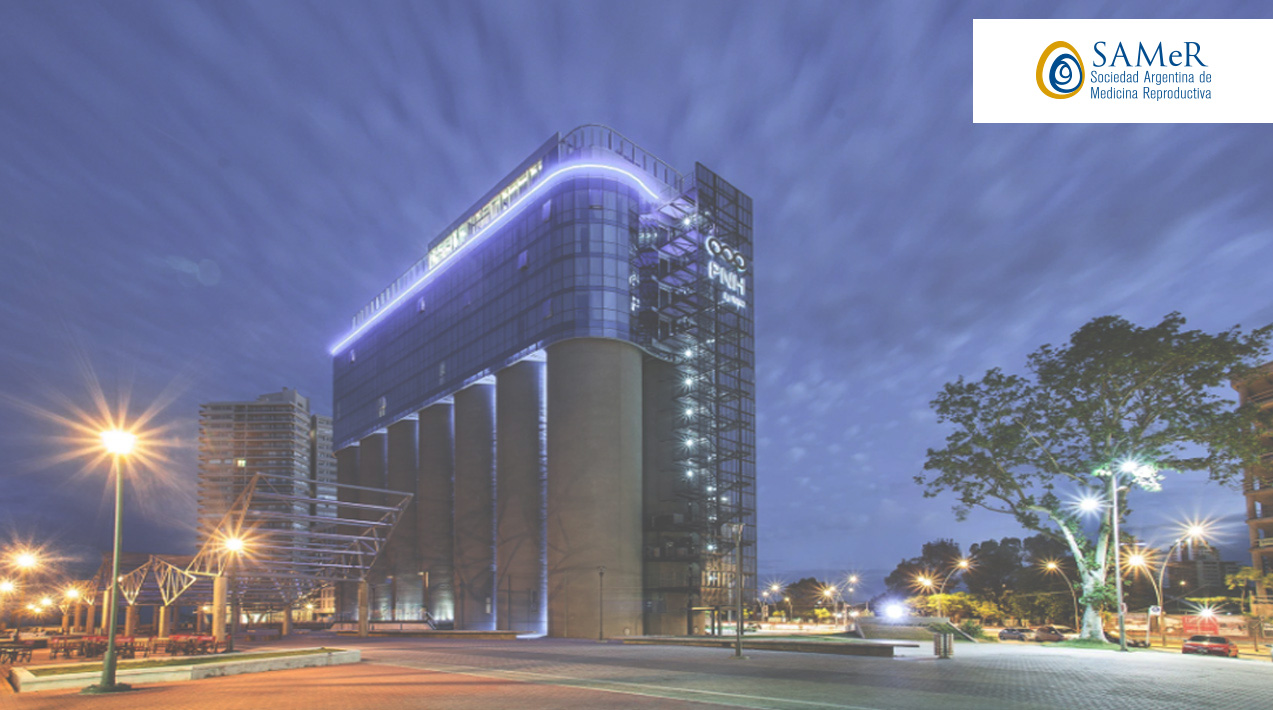 SAMeR
Sociedad Argentina de
Medicina Reproductiva
PNH